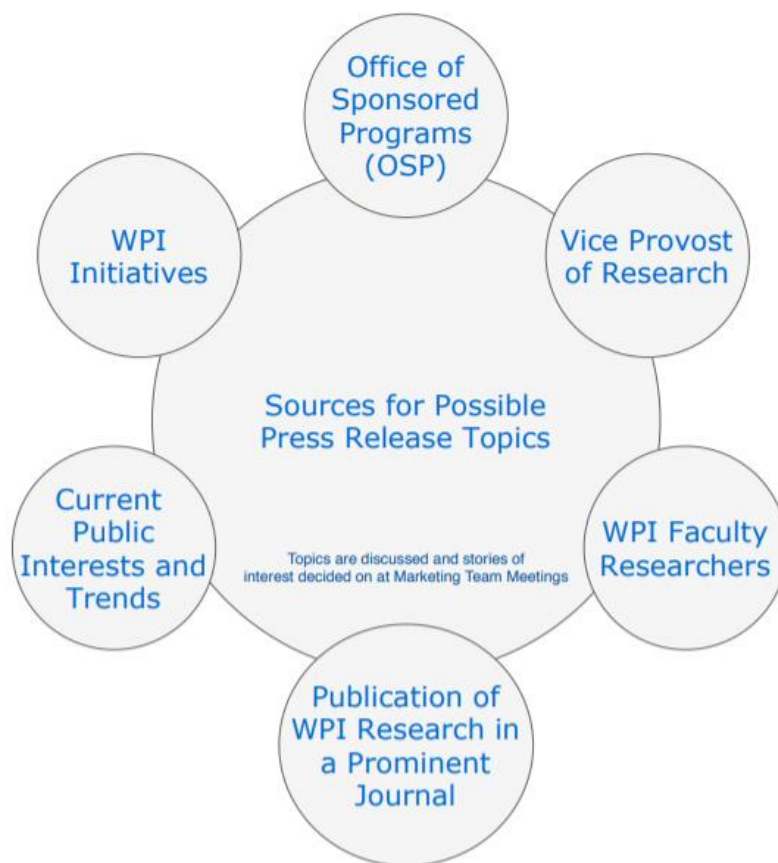 Office of
Sponsored
Programs
(OSP)
WPI
Initiatives
Vice Provost
of Research
Sources for Possible
Press Release Topics
Current
Public
Interests and
Trends
Topics are discussed and stories of
interest decided on at Marketing Team Meetings
WPI Faculty
Researchers
Publication of
WPI Research in
a Prominent
Journal